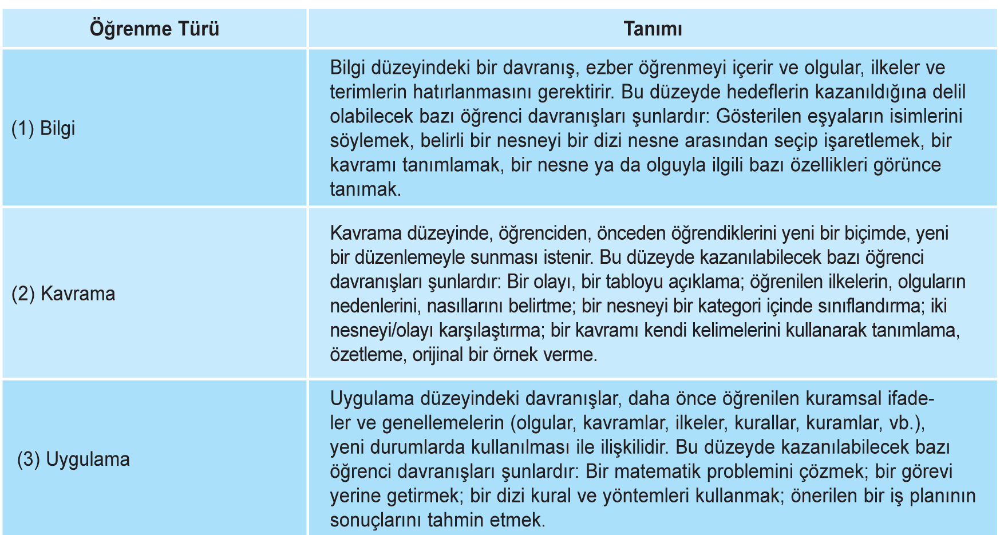 Öğrenme Türü
Tanımı
(1) Bilgi
Bilgi düzeyindeki bir davranış, ezber öğrenmeyi içerir ve olgular, ilkeler ve
terimlerin hatırlanmasını gerektirir. Bu düzeyde hedeflerin kazanıldığına delil
olabilecek bazı öğrenci davranışları şunlardır: Gösterilen eşyaların isimlerini
söylemek, belirli bir nesneyi bir dizi nesne arasından seçip işaretlemek, bir
kavramı tanımlamak, bir nesne ya da olguyla ilgili bazı özellikleri görünce
tanımak.
(2) Kavrama
Kavrama düzeyinde, öğrenciden, önceden öğrendiklerini yeni bir biçimde, yeni
bir düzenlemeyle sunması istenir. Bu düzeyde kazanılabilecek bazı öğrenci
davranışları şunlardır: Bir olayı, bir tabloyu açıklama; öğrenilen ilkelerin, olguların
nedenlerini, nasıllarını belirtme; bir nesneyi bir kategori içinde sınıflandırma; iki
nesneyi/olayı karşılaştırma; bir kavramı kendi kelimelerini kullanarak tanımlama,
özetleme, orijinal bir örnek verme.
(3) Uygulama
Uygulama düzeyindeki davranışlar, daha önce öğrenilen kuramsal ifade-
ler ve genellemelerin (olgular, kavramlar, ilkeler, kurallar, kuramlar, vb.),
yeni durumlarda kullanılması ile ilişkilidir. Bu düzeyde kazanılabilecek bazı
öğrenci davranışları şunlardır: Bir matematik problemini çözmek; bir görevi
yerine getirmek; bir dizi kural ve yöntemleri kullanmak; önerilen bir iş planının
sonuçlarını tahmin etmek.